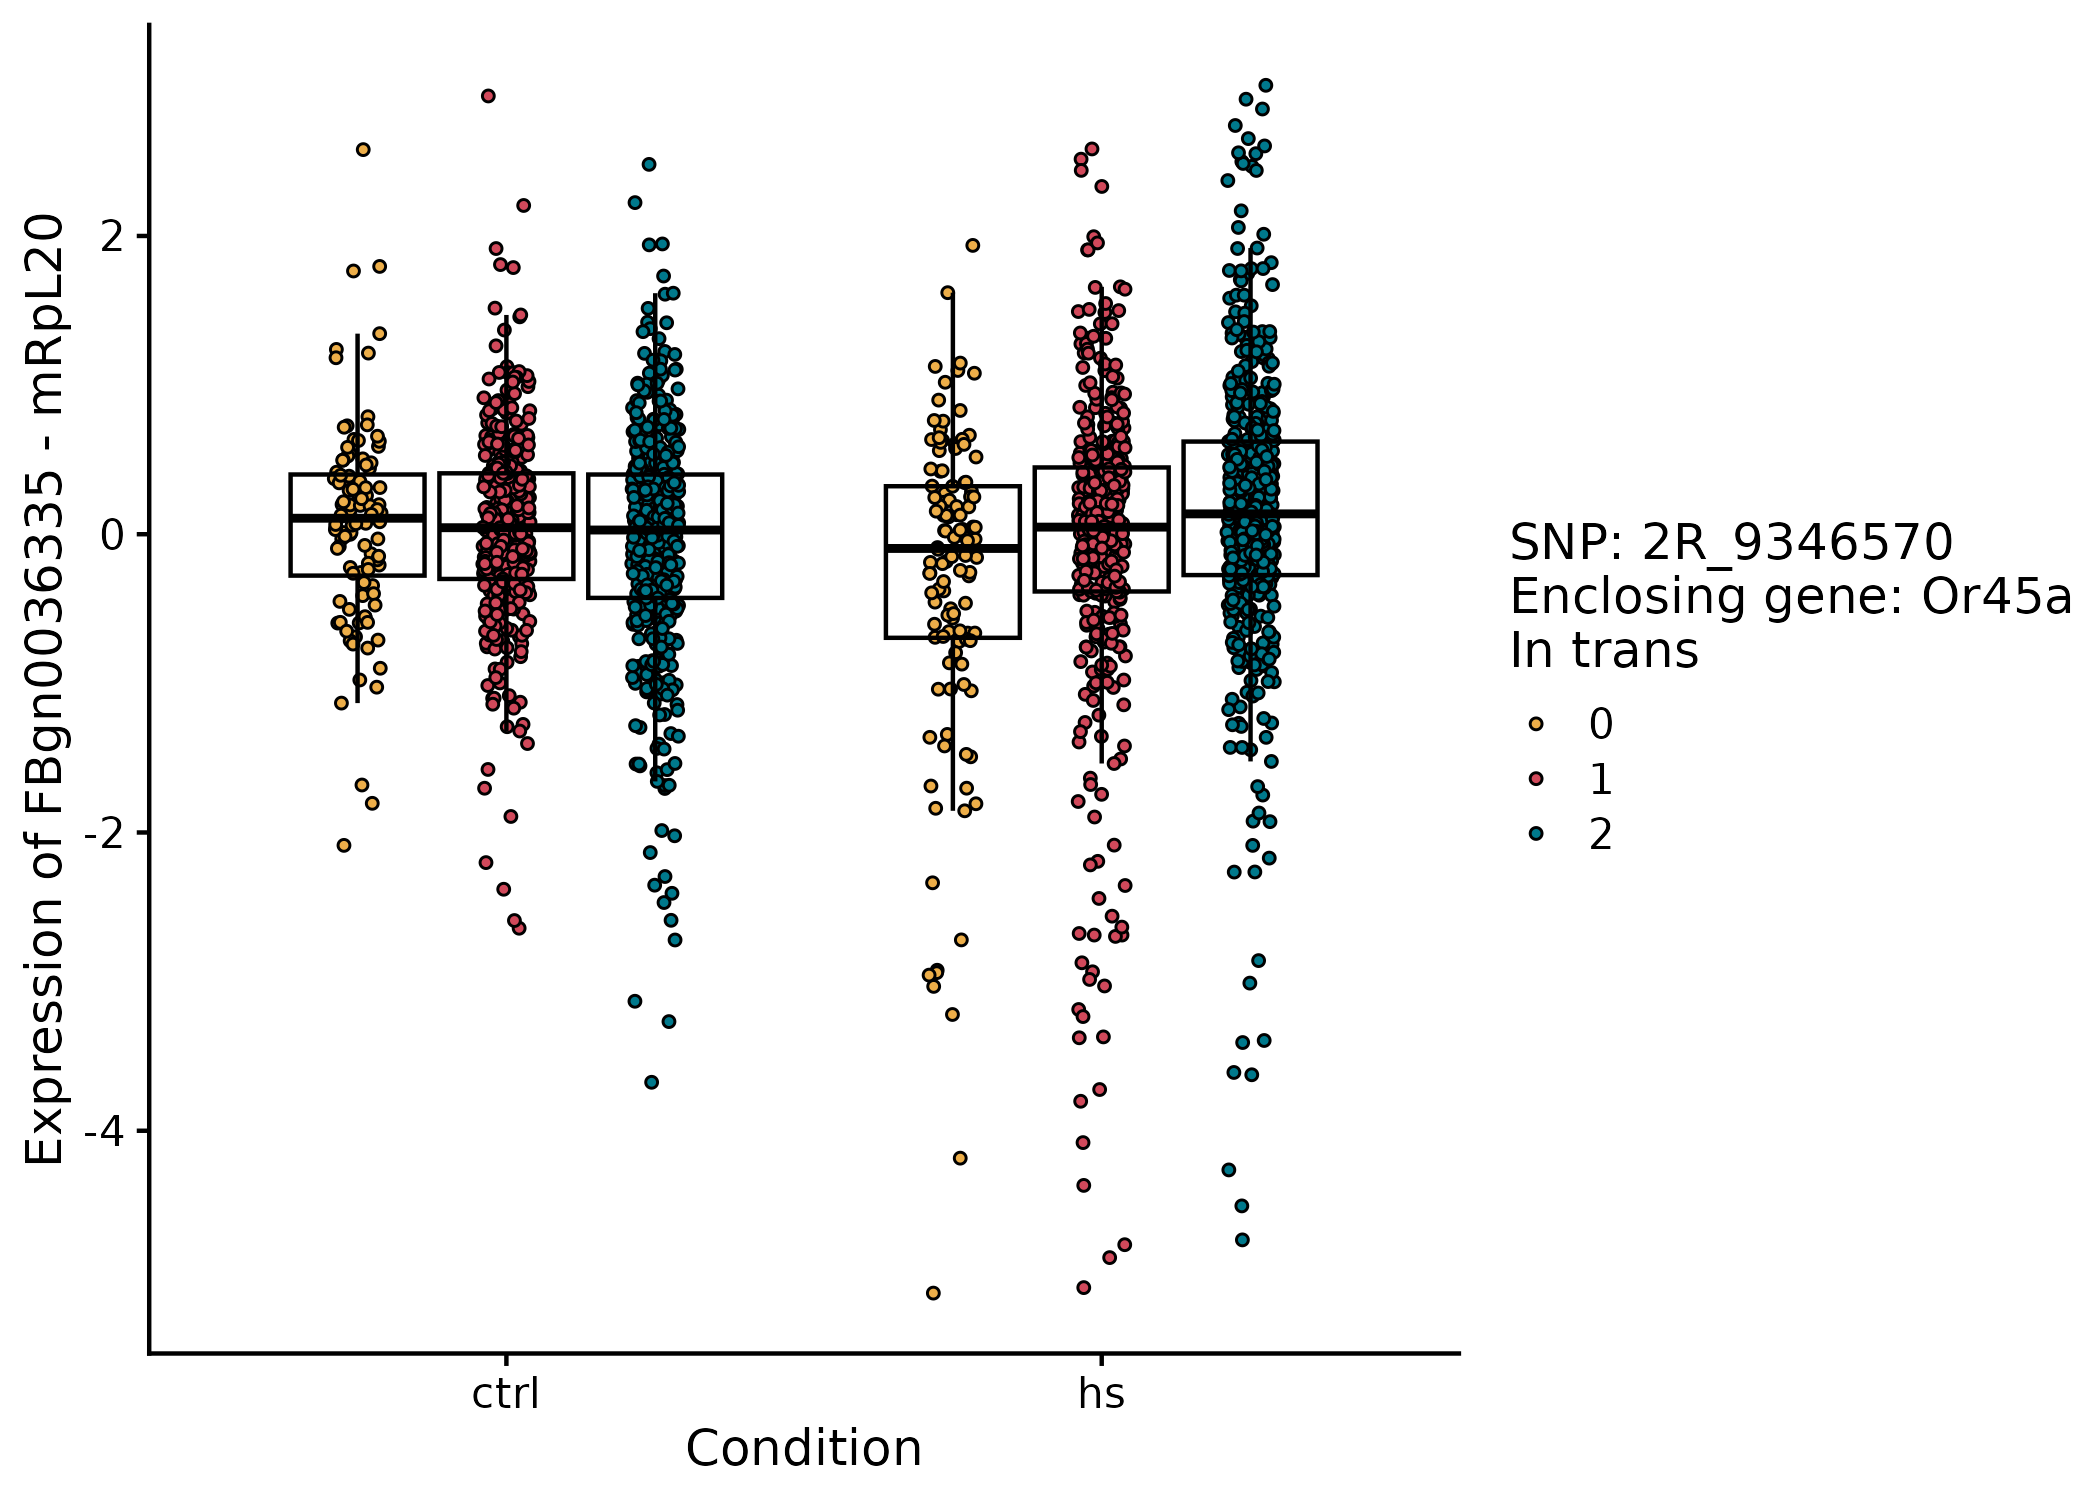 Expression of FBgn0036335 - mRpL20
2
0
-2
-4
ctrl
hs
Condition
SNP: 2R_9346570
Enclosing gene: Or45a
In trans
0
1
2